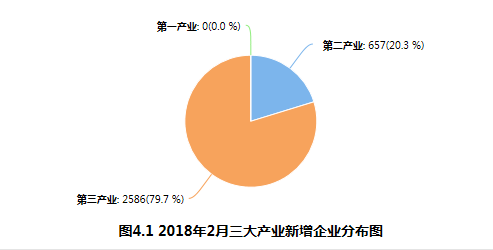 第一产业: 0(0.0 %)
第二产业: 657(20.3 %)
第三产业: 2586(79.7 %)
图4.1 2018年2月三大产业新增企业分布图